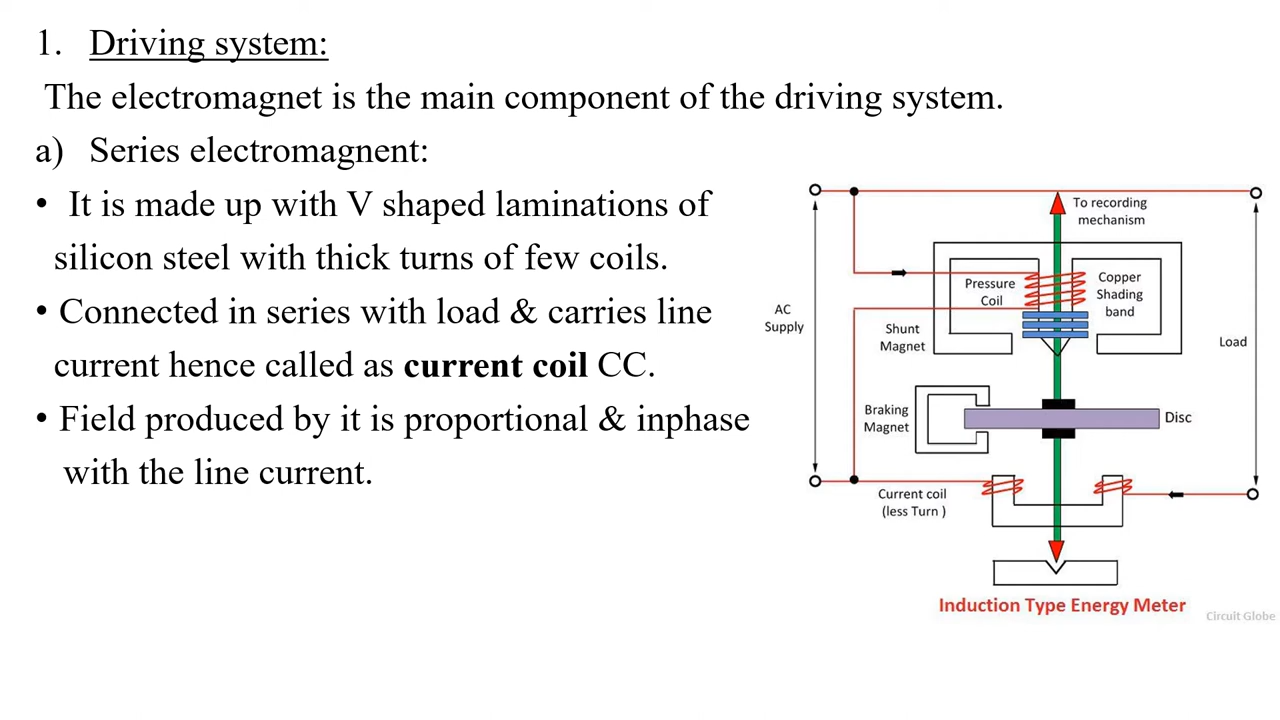 1. Driving system:
The electromagnet is the main component of the driving system.
a) Series electromagnent:
• It is made up with V shaped laminations of
silicon steel with thick turns of few coils.
• Connected in series with load & carries line
current hence called as current coil CC.
• Field produced by it is proportional & inphase
with the line current.
To recording
mechanism
Pressure
Coil
Copper
Shading
band
AC
Supply
Shunt
Magnet
Load
Braking
Magnet
Disc
Current coil
(less Turn )
Induction Type Energy Meter
Circuit Globe